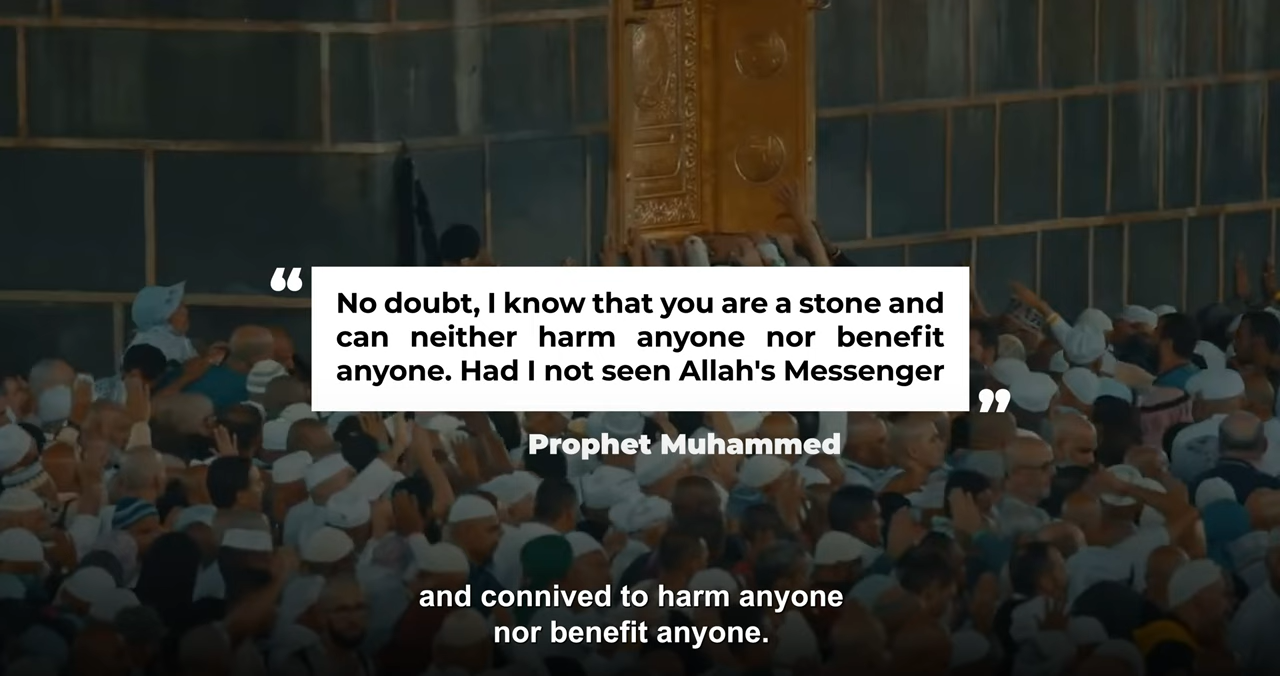 “
No doubt, I know that you are a stone and
can neither harm anyone nor benefit
anyone. Had I not seen Allah's Messenger
”
Prophet Muhammed
and connived to harm anyone
nor benefit anyone.